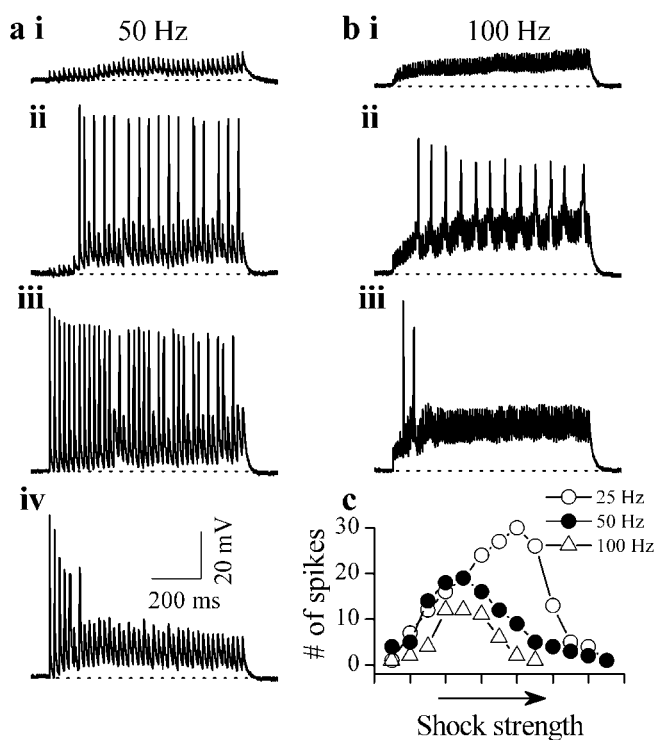 a i 50 Hz
ii
iii
iv
20 mV
200 ms
b i 100 Hz
ii
iii
c
25 Hz
50 Hz
100 Hz
30
20
10
0
# of spikes
Shock strength